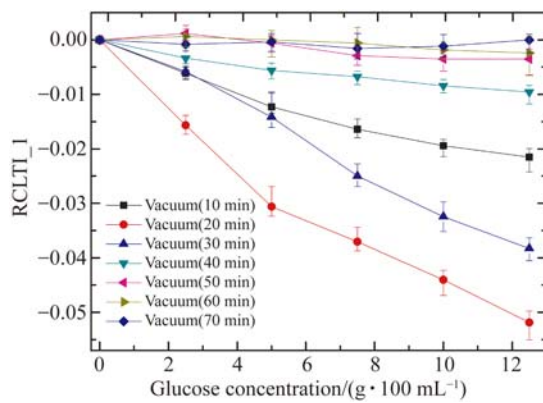 0.00
−0.01
−0.02
−0.03
−0.04
−0.05
RCLTI_1
Vacuum(10 min)
Vacuum(20 min)
Vacuum(30 min)
Vacuum(40 min)
Vacuum(50 min)
Vacuum(60 min)
Vacuum(70 min)
0 2 4 6 8 10 12
Glucose concentration/(g·100 mL⁻¹)